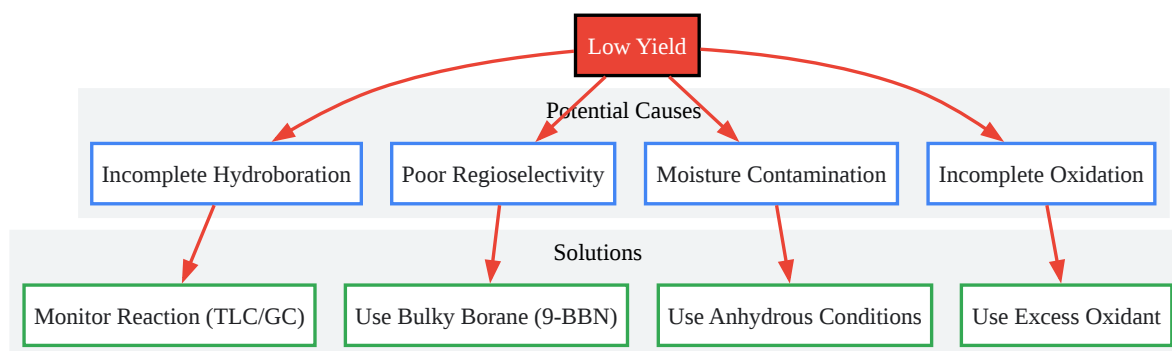 Low Yield
Potential Causes
Incomplete Hydroboration
Poor Regioselectivity
Moisture Contamination
Incomplete Oxidation
Solutions
Monitor Reaction (TLC/GC)
Use Bulky Borane (9-BBN)
Use Anhydrous Conditions
Use Excess Oxidant